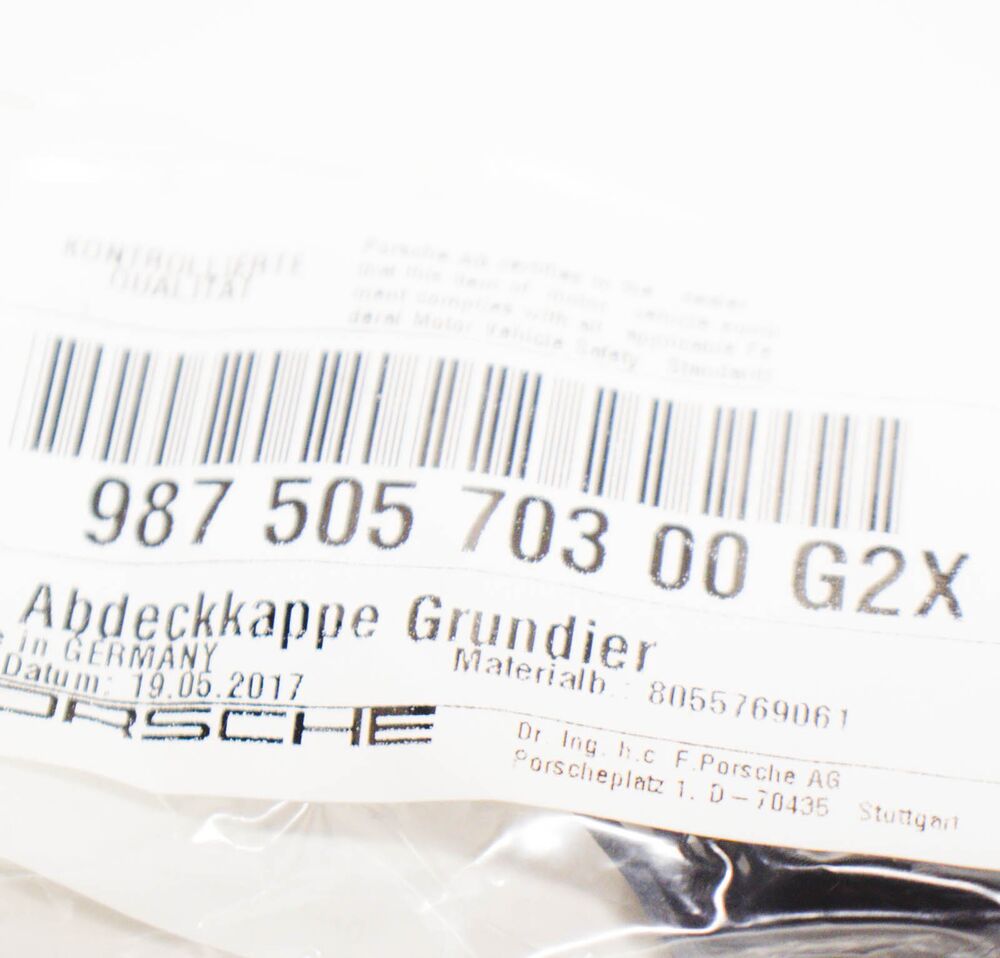 KONTROLLIERTE
QUALITÄT
Porsche AG certifies to the dealer
that this item of motor vehicle equip
ment complies with all applicable Fe
deral Motor Vehicle Safety Standards
987 505 703 00 G2X
Abdeckkappe Grundier
in GERMANY
Materialb.: 8055769061
Datum: 19.05.2017
PORSCHE
Dr. Ing. h.c F.Porsche AG
Porscheplatz 1. D-70435 Stuttgart